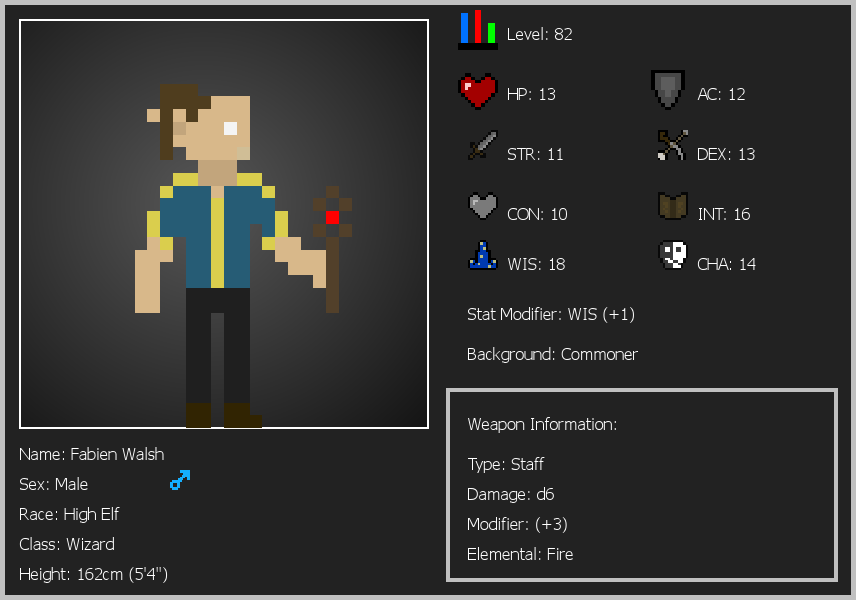 Level: 82
HP: 13
AC: 12
STR: 11
DEX: 13
CON: 10
INT: 16
WIS: 18
CHA: 14
Stat Modifier: WIS (+1)
Background: Commoner
Weapon Information:
Type: Staff
Damage: d6
Modifier: (+3)
Elemental: Fire
Name: Fabien Walsh
Sex: Male
Race: High Elf
Class: Wizard
Height: 162cm (5'4")